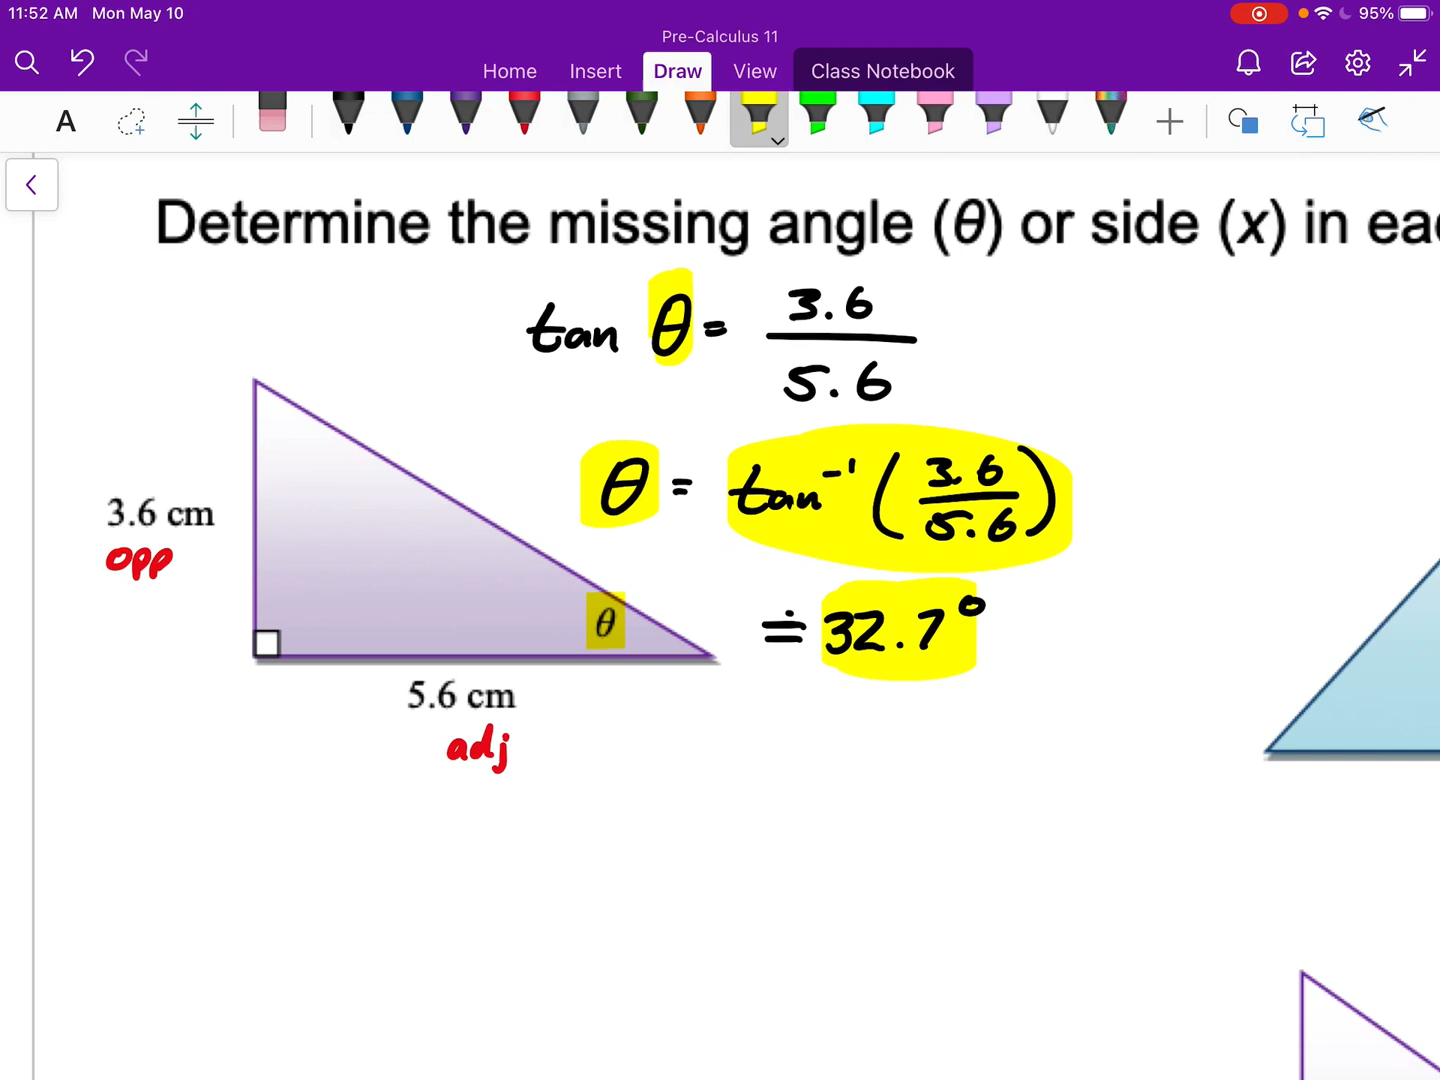 11:52 AM Mon May 10
95%
Pre-Calculus 11
Home Insert Draw View Class Notebook
A
Determine the missing angle (θ) or side (x) in
tan θ = 3.6 / 5.6
θ = tan⁻¹ (3.6 / 5.6)
≐ 32.7°
3.6 cm
opp
θ
5.6 cm
adj